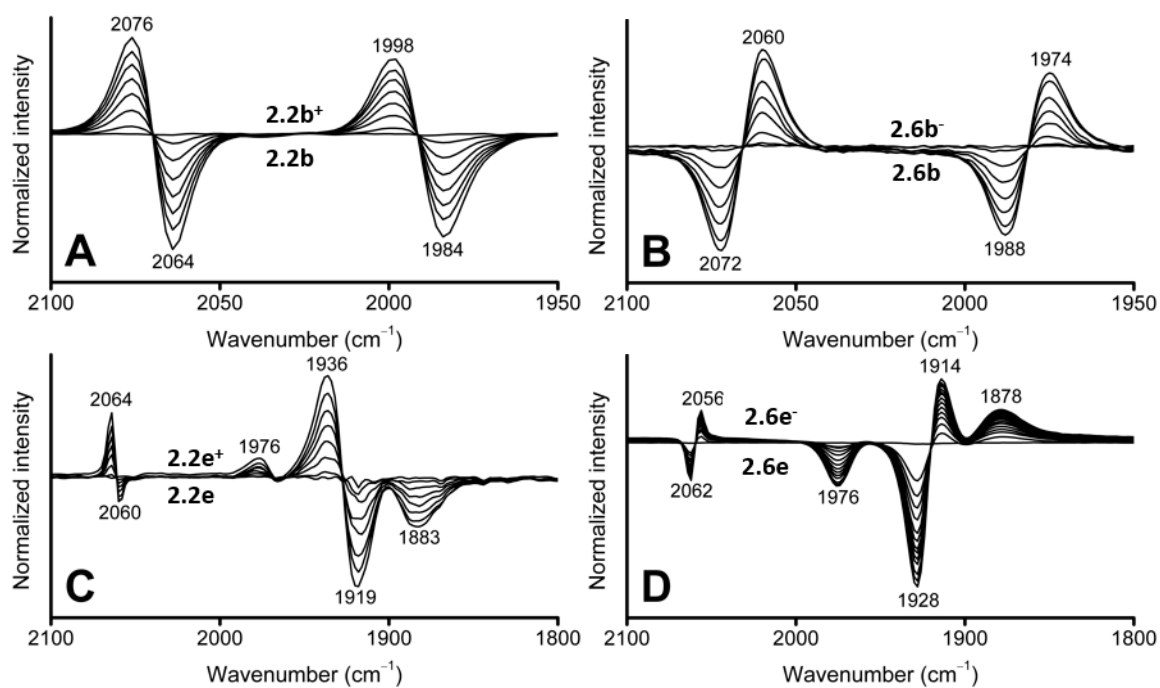 2076
1998
2.2b+
2.2b
2064
1984
A
Normalized intensity
2100
2050
2000
1950
Wavenumber (cm−1)
2060
1974
2.6b-
2.6b
2072
1988
B
Normalized intensity
2100
2050
2000
1950
Wavenumber (cm−1)
2064
1976
1936
2.2e+
2.2e
2060
1919
1883
C
Normalized intensity
2100
2000
1900
1800
Wavenumber (cm−1)
2056
1914
1878
2.6e-
2.6e
2062
1976
1928
D
Normalized intensity
2100
2000
1900
1800
Wavenumber (cm−1)